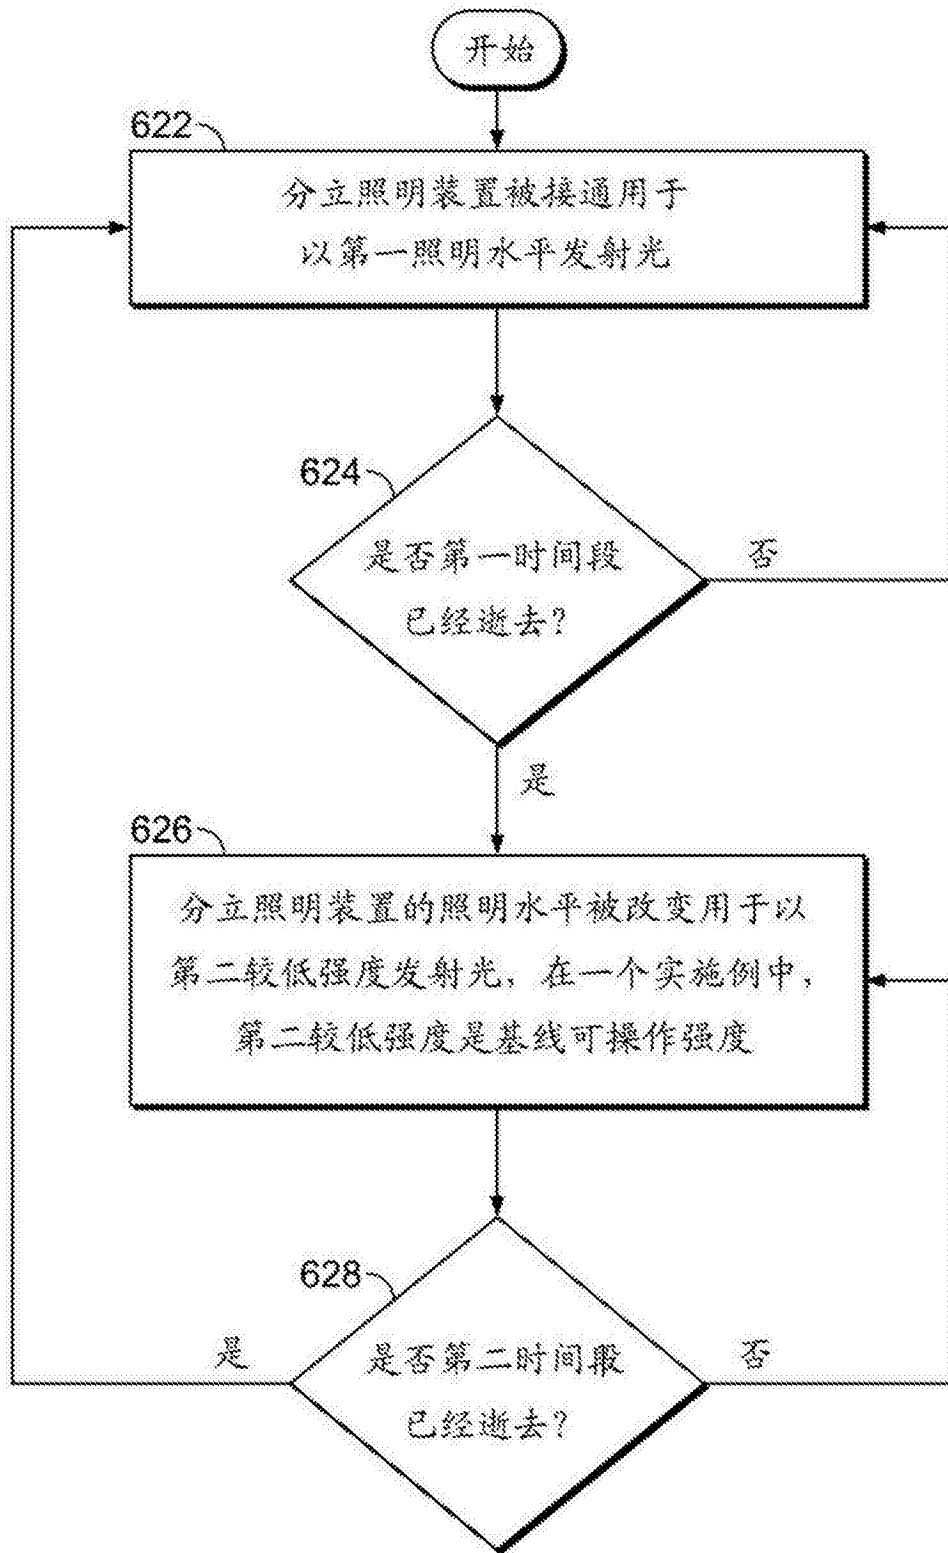 开始
622
分立照明装置被接通用于
以第一照明水平发射光
624
是否第一时间段
已经逝去?
否
是
626
分立照明装置的照明水平被改变用于以
第二较低强度发射光，在一个实施例中，
第二较低强度是基线可操作强度
628
是
是否第二时间段
已经逝去?
否